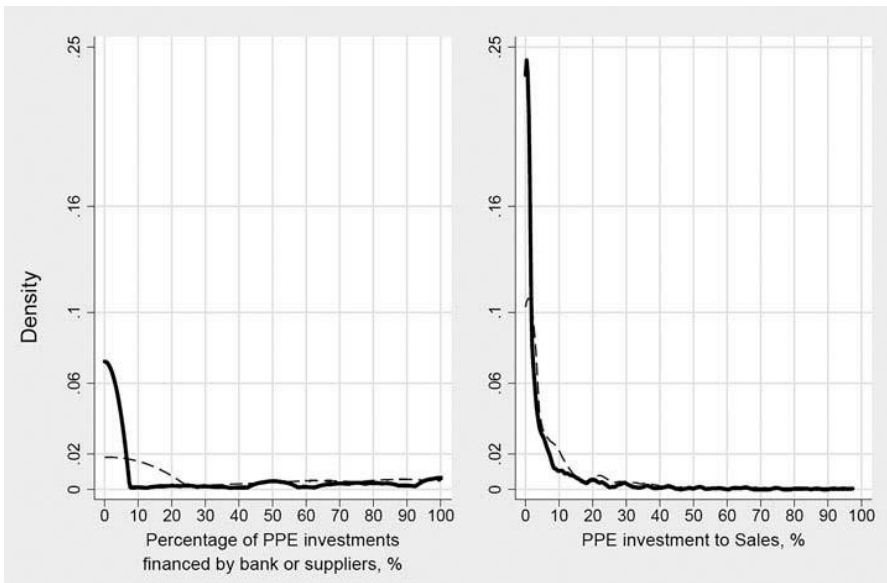 Density
.25
.16
.1
.06
.02
0
0 10 20 30 40 50 60 70 80 90 100
Percentage of PPE investments
financed by bank or suppliers, %
.25
.16
.1
.06
.02
0
0 10 20 30 40 50 60 70 80 90 100
PPE investment to Sales, %